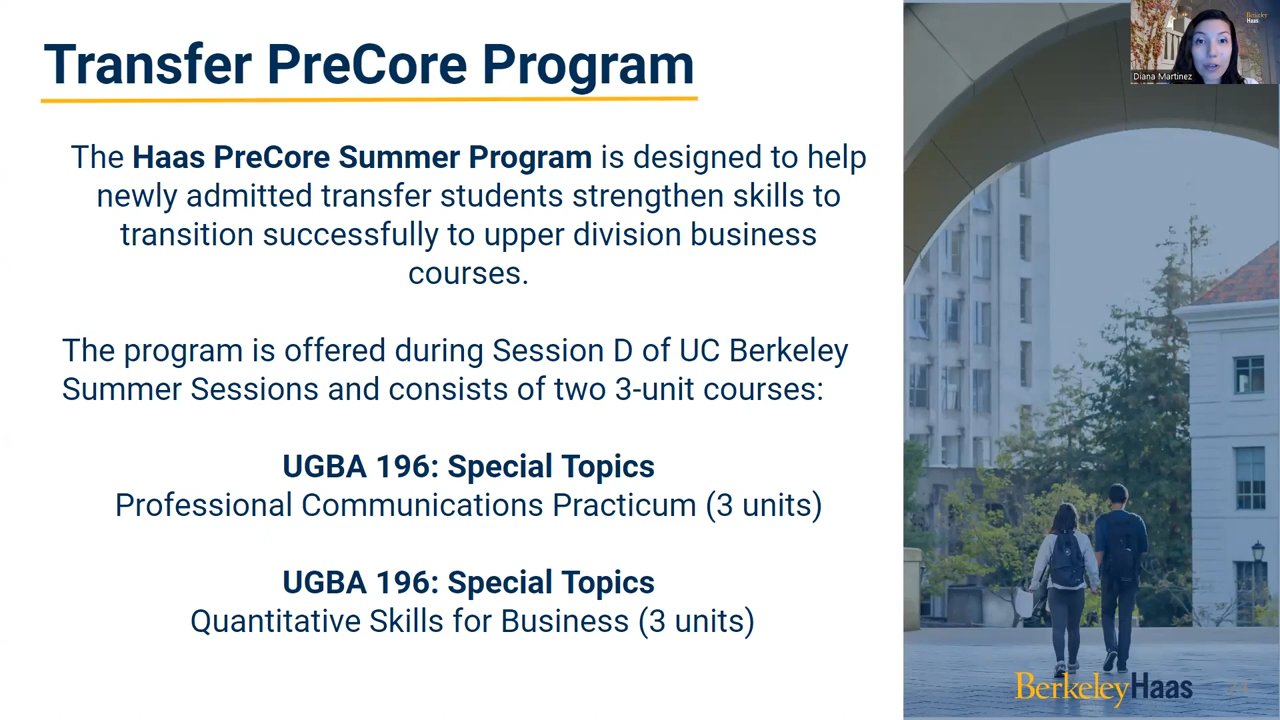 Transfer PreCore Program
The Haas PreCore Summer Program is designed to help
newly admitted transfer students strengthen skills to
transition successfully to upper division business
courses.
The program is offered during Session D of UC Berkeley
Summer Sessions and consists of two 3-unit courses:
UGBA 196: Special Topics
Professional Communications Practicum (3 units)
UGBA 196: Special Topics
Quantitative Skills for Business (3 units)
Berkeley
Haas
Diana Martinez
BerkeleyHaas